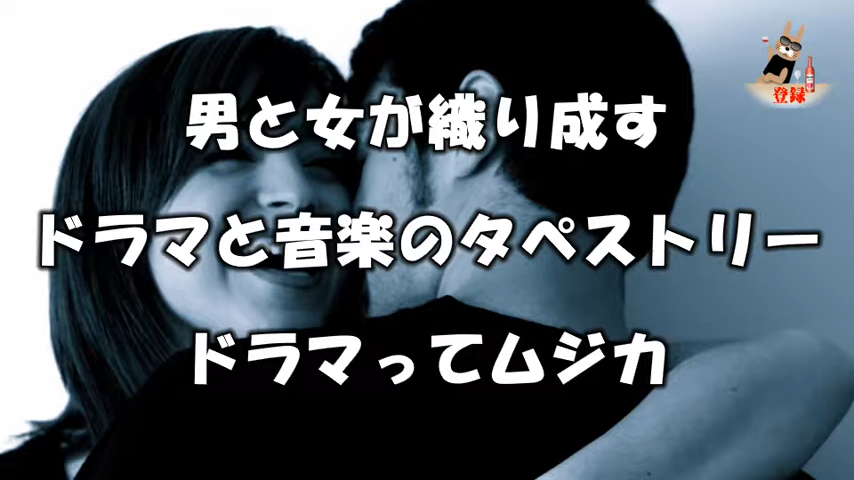 登録
男と女が織り成す
ドラマと音楽のタペストリー
ドラマってムジカ